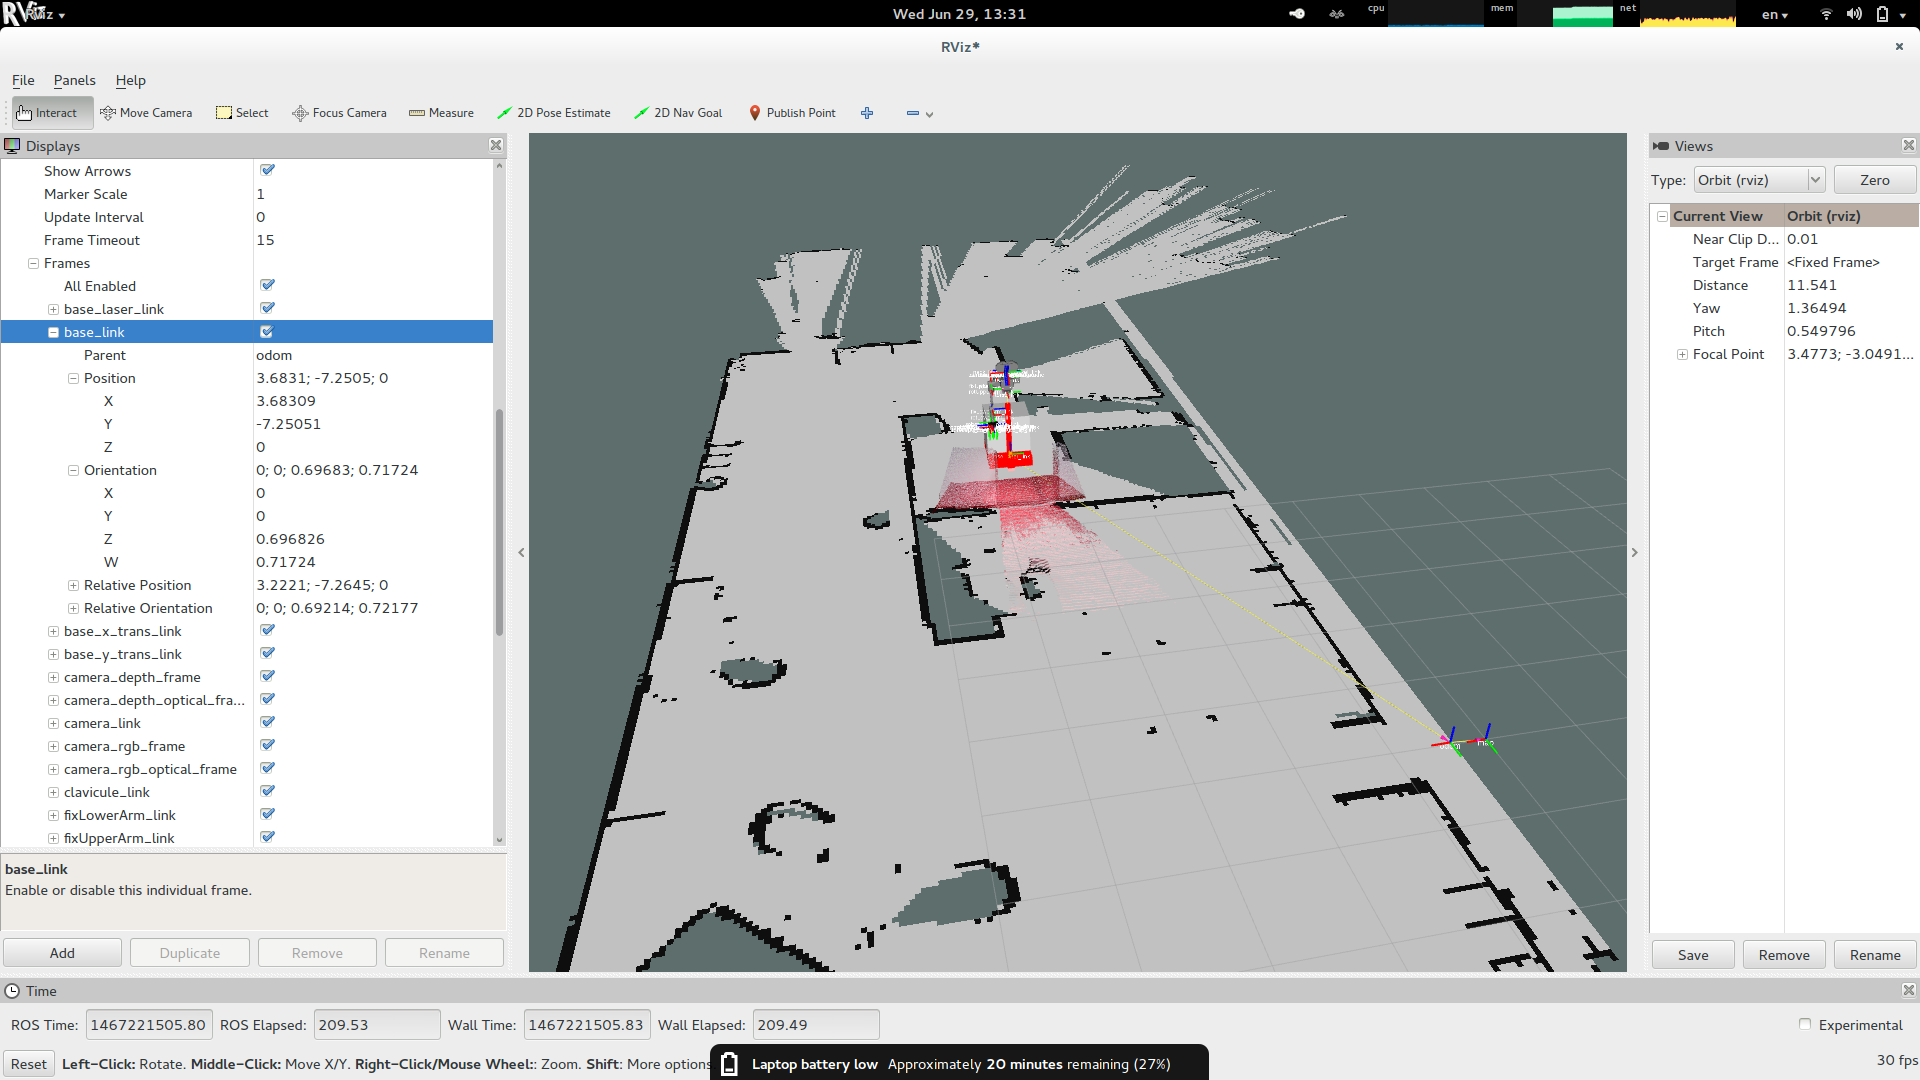 RViz
Wed Jun 29, 13:31
cpu
mem
net
en
RViz*
File Panels Help
Interact Move Camera Select Focus Camera Measure 2D Pose Estimate 2D Nav Goal Publish Point
Displays
Show Arrows
Marker Scale 1
Update Interval 0
Frame Timeout 15
Frames
All Enabled
base_laser_link
base_link
Parent odom
Position 3.6831; -7.2505; 0
X 3.68309
Y -7.25051
Z 0
Orientation 0; 0; 0.69683; 0.71724
X 0
Y 0
Z 0.696826
W 0.71724
Relative Position 3.2221; -7.2645; 0
Relative Orientation 0; 0; 0.69214; 0.72177
base_x_trans_link
base_y_trans_link
camera_depth_frame
camera_depth_optical_fra...
camera_link
camera_rgb_frame
camera_rgb_optical_frame
clavicule_link
fixLowerArm_link
fixUpperArm_link
base_link
Enable or disable this individual frame.
Add Duplicate Remove Rename
odom
map
Views
Type: Orbit (rviz) Zero
Current View Orbit (rviz)
Near Clip D... 0.01
Target Frame <Fixed Frame>
Distance 11.541
Yaw 1.36494
Pitch 0.549796
Focal Point 3.4773; -3.0491...
Save Remove Rename
Time
ROS Time: 1467221505.80 ROS Elapsed: 209.53 Wall Time: 1467221505.83 Wall Elapsed: 209.49 Experimental
Reset Left-Click: Rotate. Middle-Click: Move X/Y. Right-Click/Mouse Wheel:: Zoom. Shift: More options
Laptop battery low Approximately 20 minutes remaining (27%)
30 fps